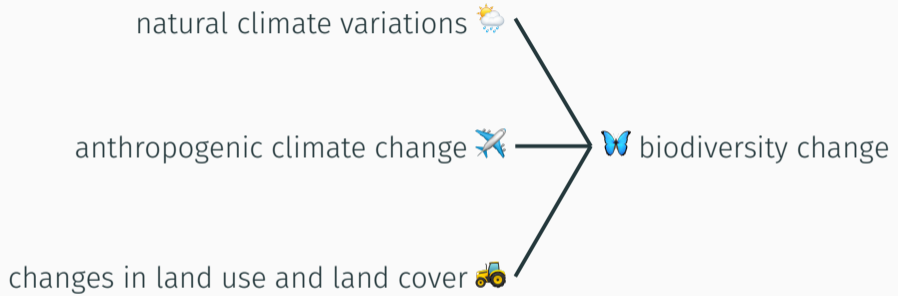 natural climate variations 🌦️
anthropogenic climate change ✈️
🦋 biodiversity change
changes in land use and land cover 🚜